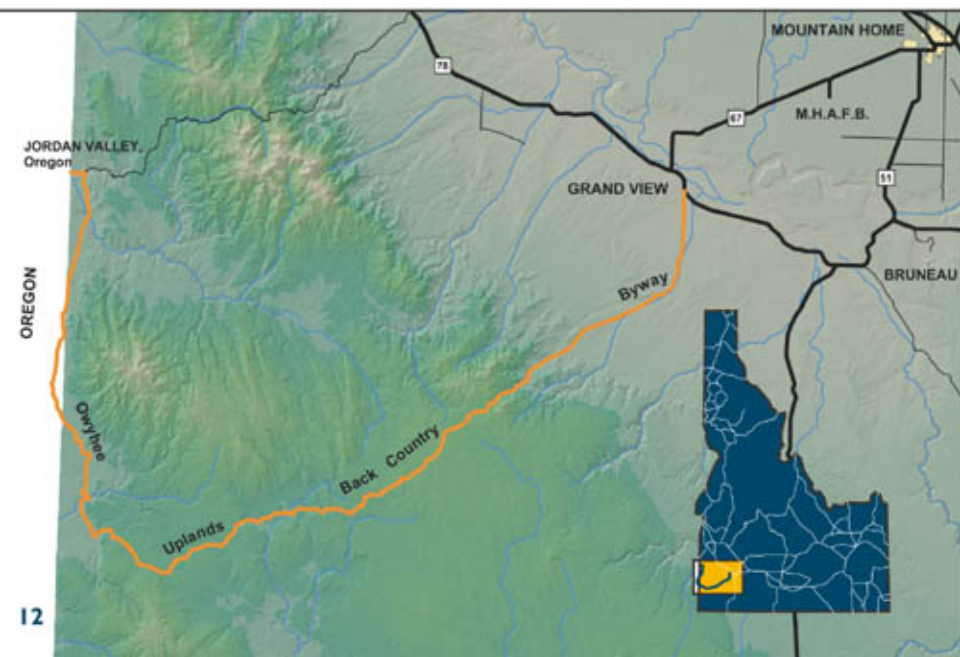 MOUNTAIN HOME
78
67
M.H.A.F.B.
JORDAN VALLEY,
Oregon
51
GRAND VIEW
OREGON
BRUNEAU
Owyhee
Uplands
Back Country
Byway
12